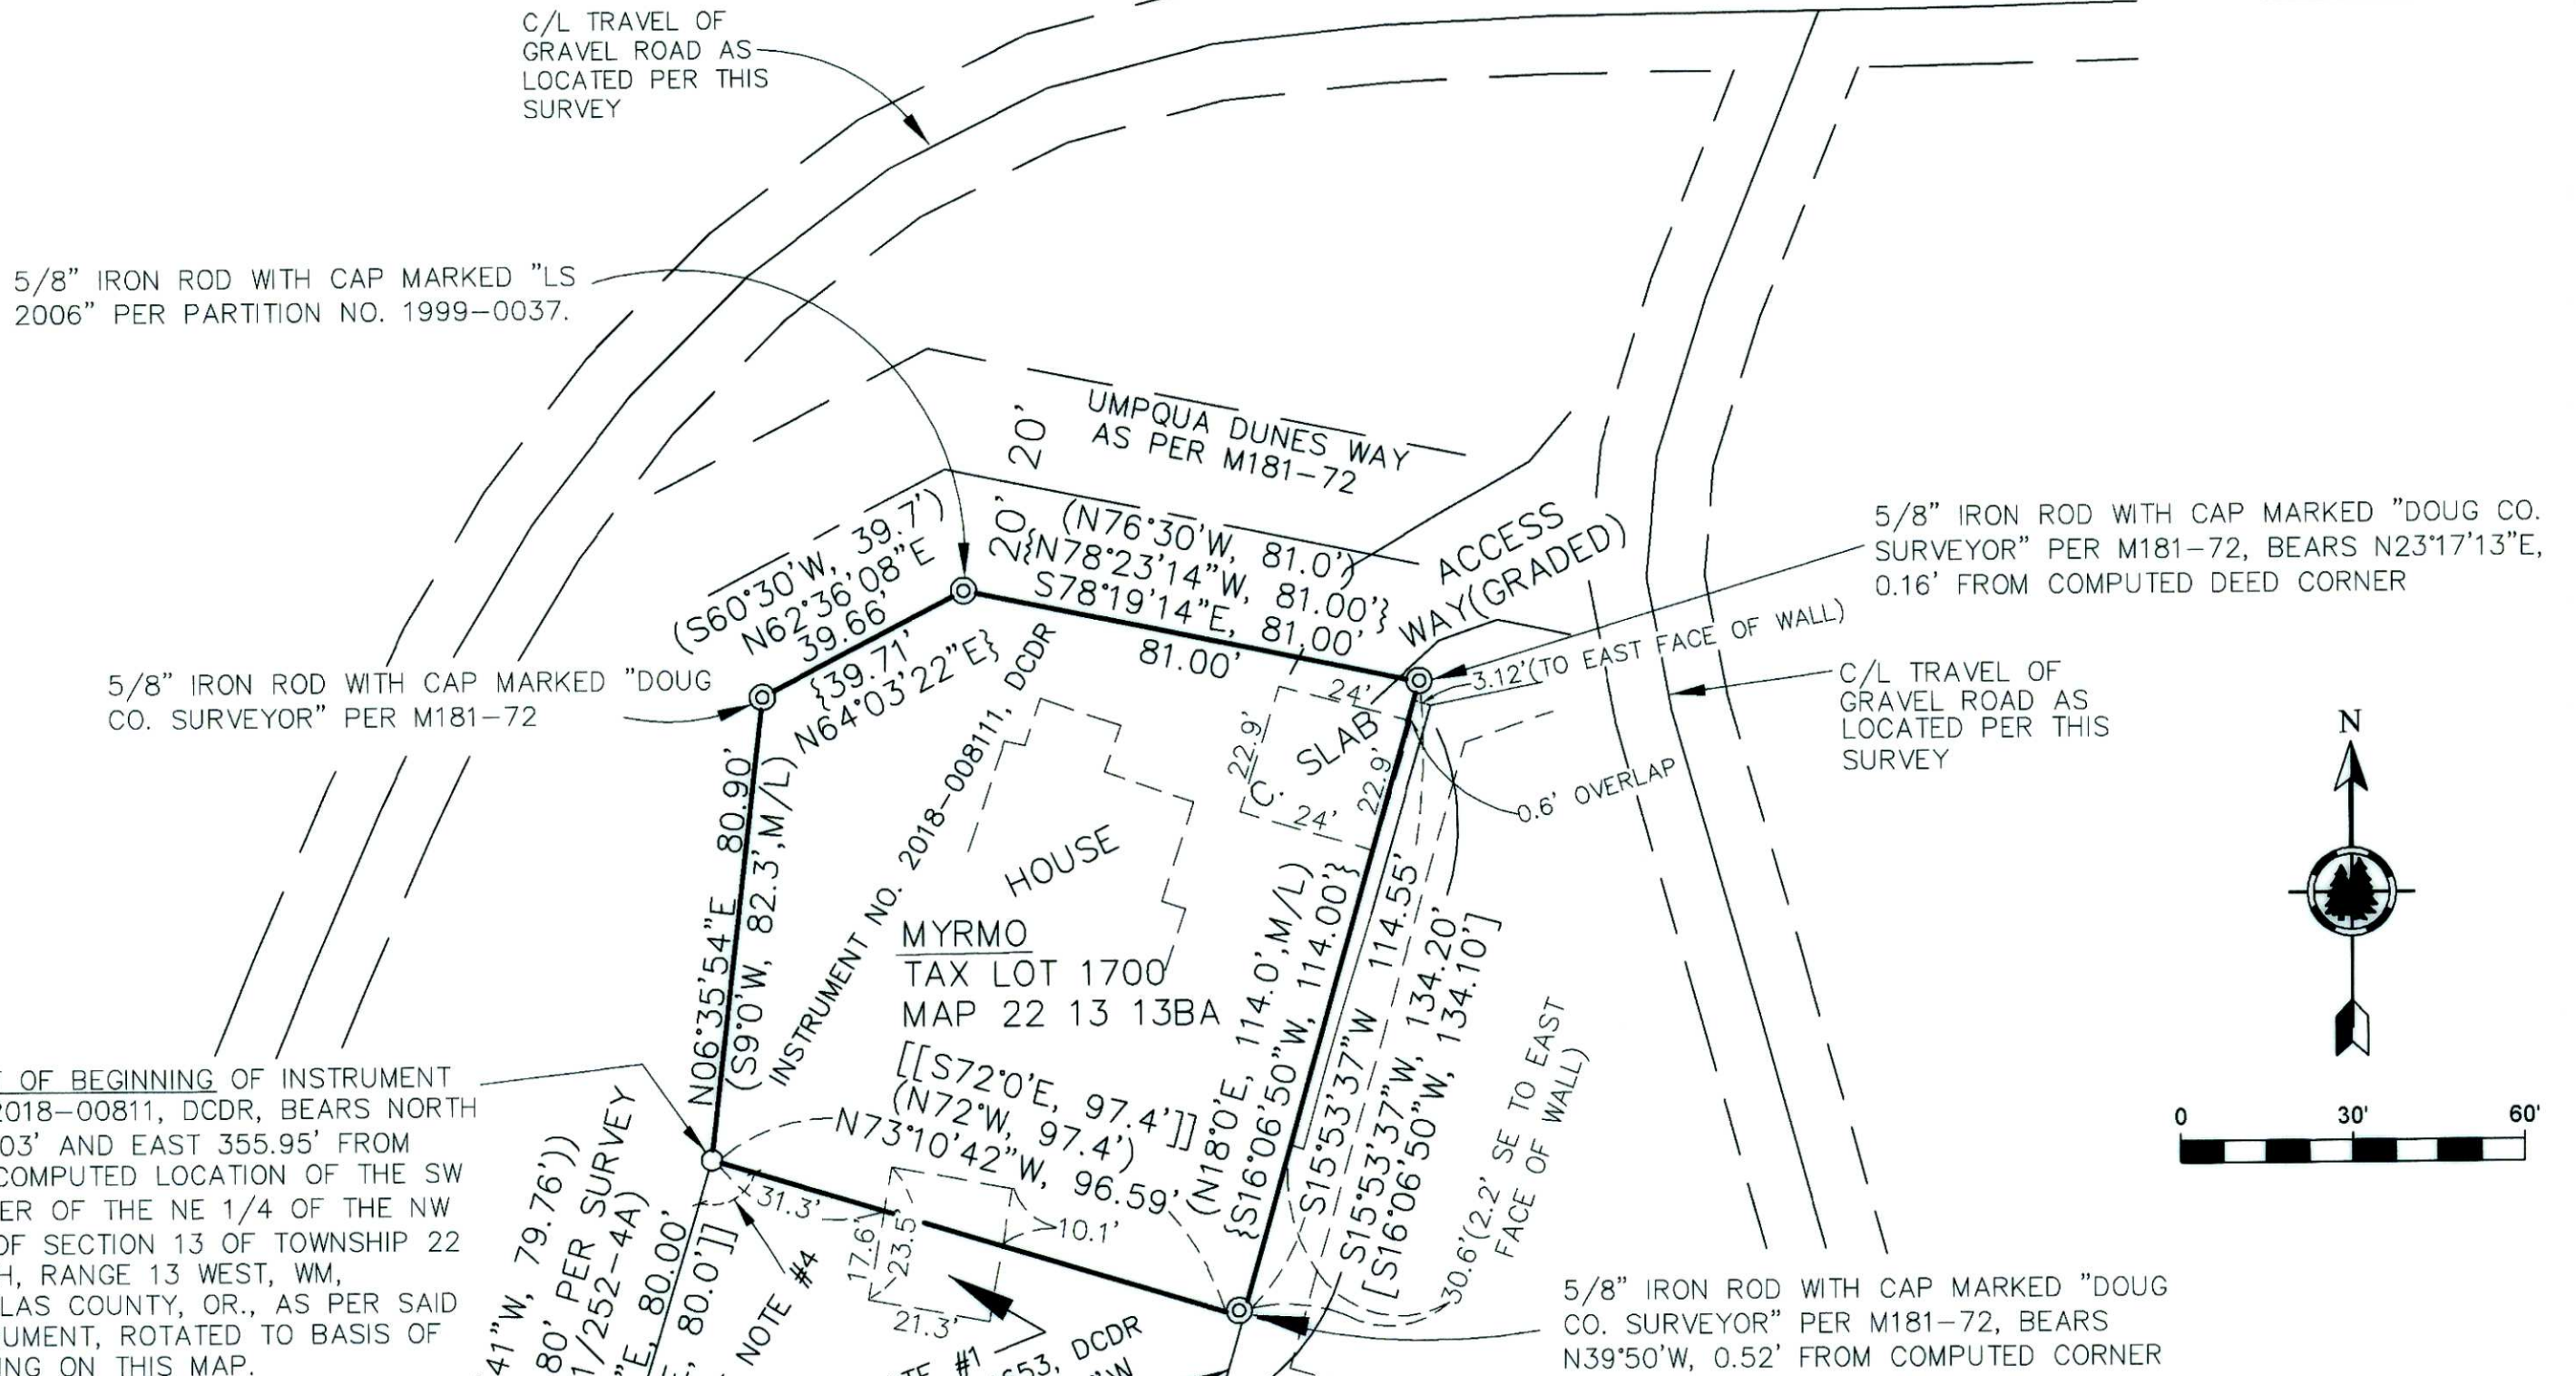 C/L TRAVEL OF
GRAVEL ROAD AS
LOCATED PER THIS
SURVEY
5/8" IRON ROD WITH CAP MARKED "LS
2006" PER PARTITION NO. 1999-0037.
UMPQUA DUNES WAY
AS PER M181-72
20'
20'
(S60°30'W, 39.7')
N62°36'08"E
39.66'
{39.71'
N64°03'22"E}
(N76°30'W, 81.0')
{N78°23'14"W, 81.00'}
S78°19'14"E, 81.00'
81.00'
ACCESS
WAY(GRADED)
5/8" IRON ROD WITH CAP MARKED "DOUG CO.
SURVEYOR" PER M181-72, BEARS N23°17'13"E,
0.16' FROM COMPUTED DEED CORNER
3.12'(TO EAST FACE OF WALL)
C/L TRAVEL OF
GRAVEL ROAD AS
LOCATED PER THIS
SURVEY
5/8" IRON ROD WITH CAP MARKED "DOUG
CO. SURVEYOR" PER M181-72
24'
22.9'
C. SLAB
22.9'
24'
0.6' OVERLAP
N06°35'54"E 80.90'
(S9°0'W, 82.3',M/L)
INSTRUMENT NO. 2018-008111, DCDR
HOUSE
MYRMO
TAX LOT 1700
MAP 22 13 13BA
[[S72°0'E, 97.4']]
(N72°W, 97.4')
N73°10'42"W, 96.59'
(N18°0'E, 114.0',M/L)
{S16°06'50"W, 114.00'}
S15°53'37"W 114.55'
S15°53'37"W, 134.20'
[S16°06'50"W, 134.10']
30.6'(2.2' SE TO EAST
FACE OF WALL)
N
0 30' 60'
OF BEGINNING OF INSTRUMENT
2018-00811, DCDR, BEARS NORTH
03' AND EAST 355.95' FROM
COMPUTED LOCATION OF THE SW
ER OF THE NE 1/4 OF THE NW
OF SECTION 13 OF TOWNSHIP 22
H, RANGE 13 WEST, WM,
LAS COUNTY, OR., AS PER SAID
UMENT, ROTATED TO BASIS OF
ING ON THIS MAP.
41"W, 79.76'))
80' PER SURVEY
1/252-4A)
"E, 80.00'
E, 80.0']]
NOTE #4
31.3'
17.6'
23.5'
10.1'
21.3'
TE #1
653, DCDR
"W
5/8" IRON ROD WITH CAP MARKED "DOUG
CO. SURVEYOR" PER M181-72, BEARS
N39°50'W, 0.52' FROM COMPUTED CORNER